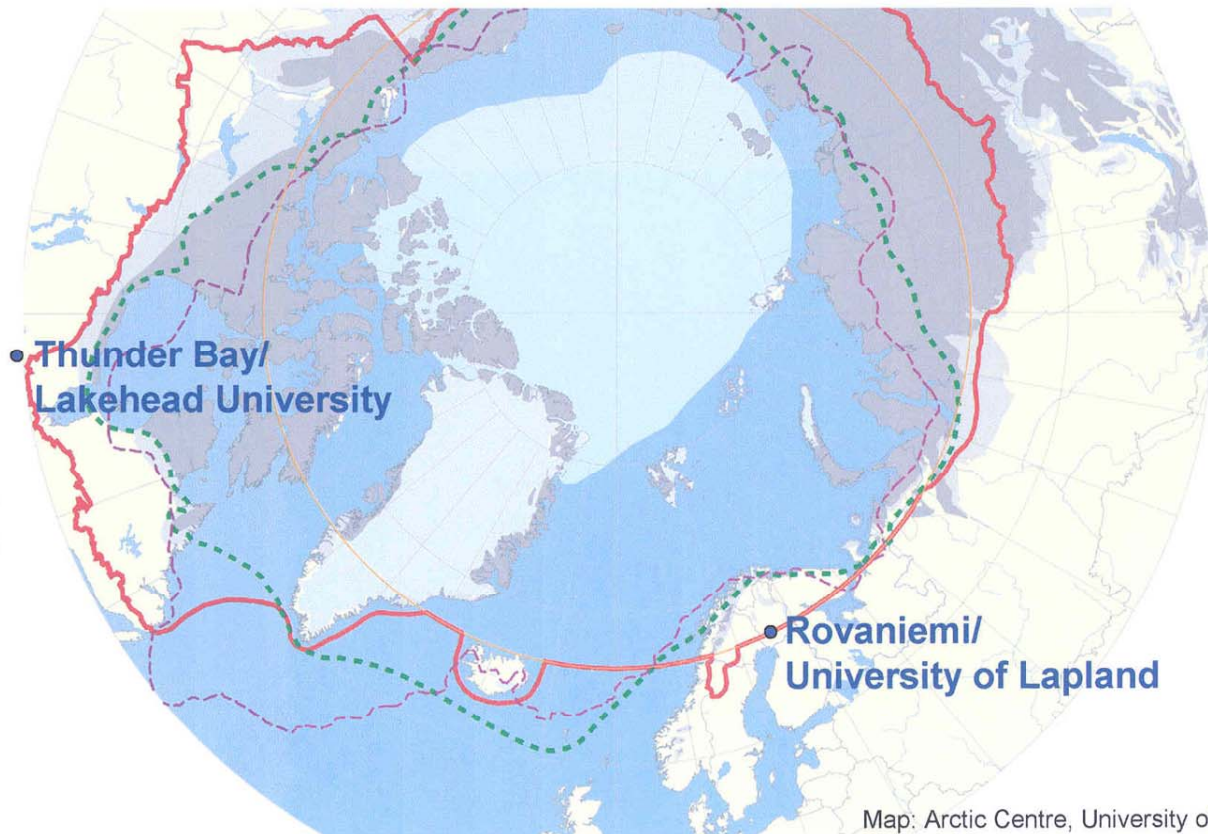 Thunder Bay/
Lakehead University
Rovaniemi/
University of Lapland
Map: Arctic Centre, University o